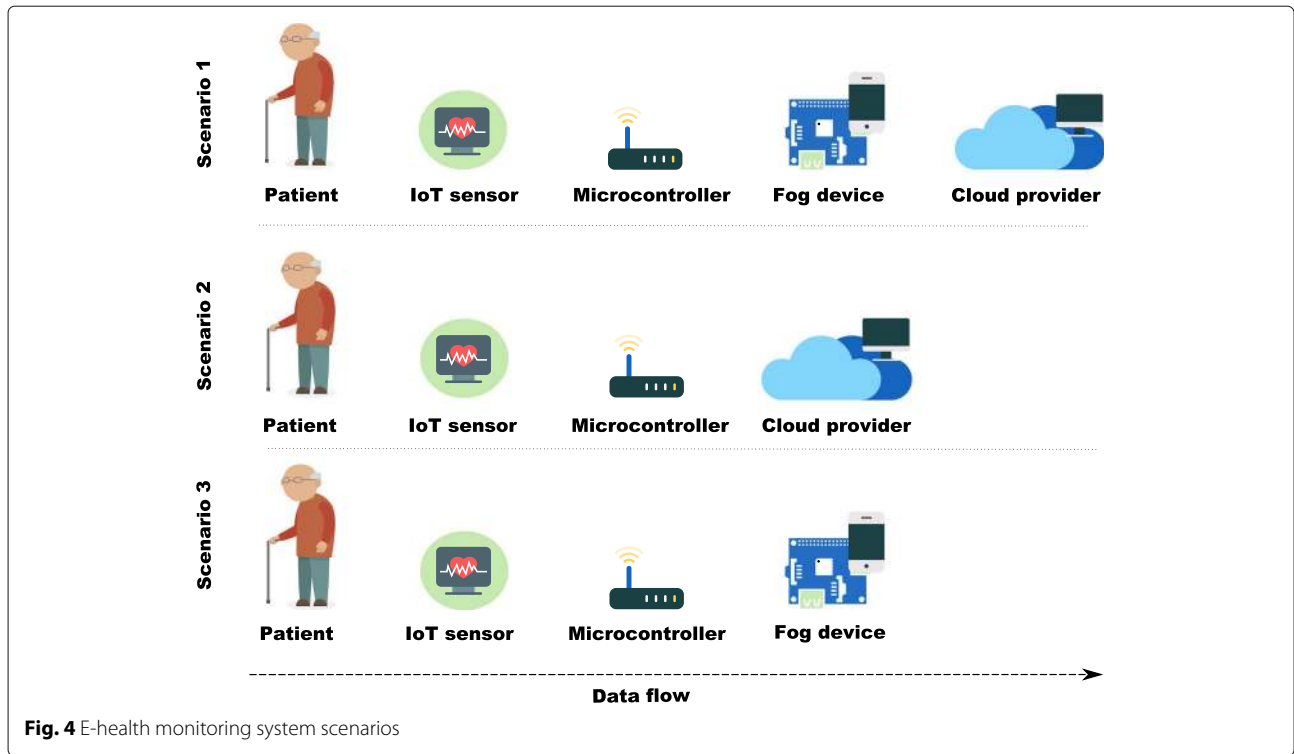 Scenario 1
Patient
IoT sensor
Microcontroller
Fog device
Cloud provider
Scenario 2
Patient
IoT sensor
Microcontroller
Cloud provider
Scenario 3
Patient
IoT sensor
Microcontroller
Fog device
Data flow
Fig. 4 E-health monitoring system scenarios